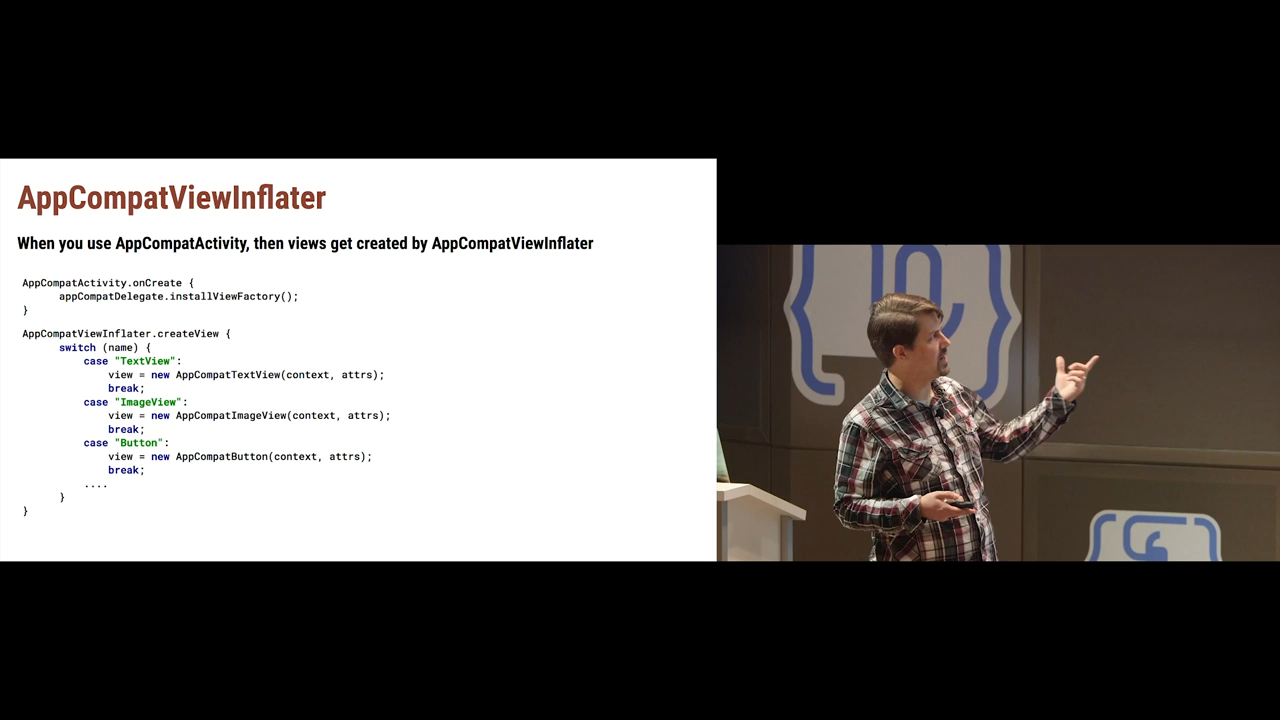 AppCompatViewInflater
When you use AppCompatActivity, then views get created by AppCompatViewInflater
AppCompatActivity.onCreate {
appCompatDelegate.installViewFactory();
}
AppCompatViewInflater.createView {
switch (name) {
case "TextView":
view = new AppCompatTextView(context, attrs);
break;
case "ImageView":
view = new AppCompatImageView(context, attrs);
break;
case "Button":
view = new AppCompatButton(context, attrs);
break;
....
}
}